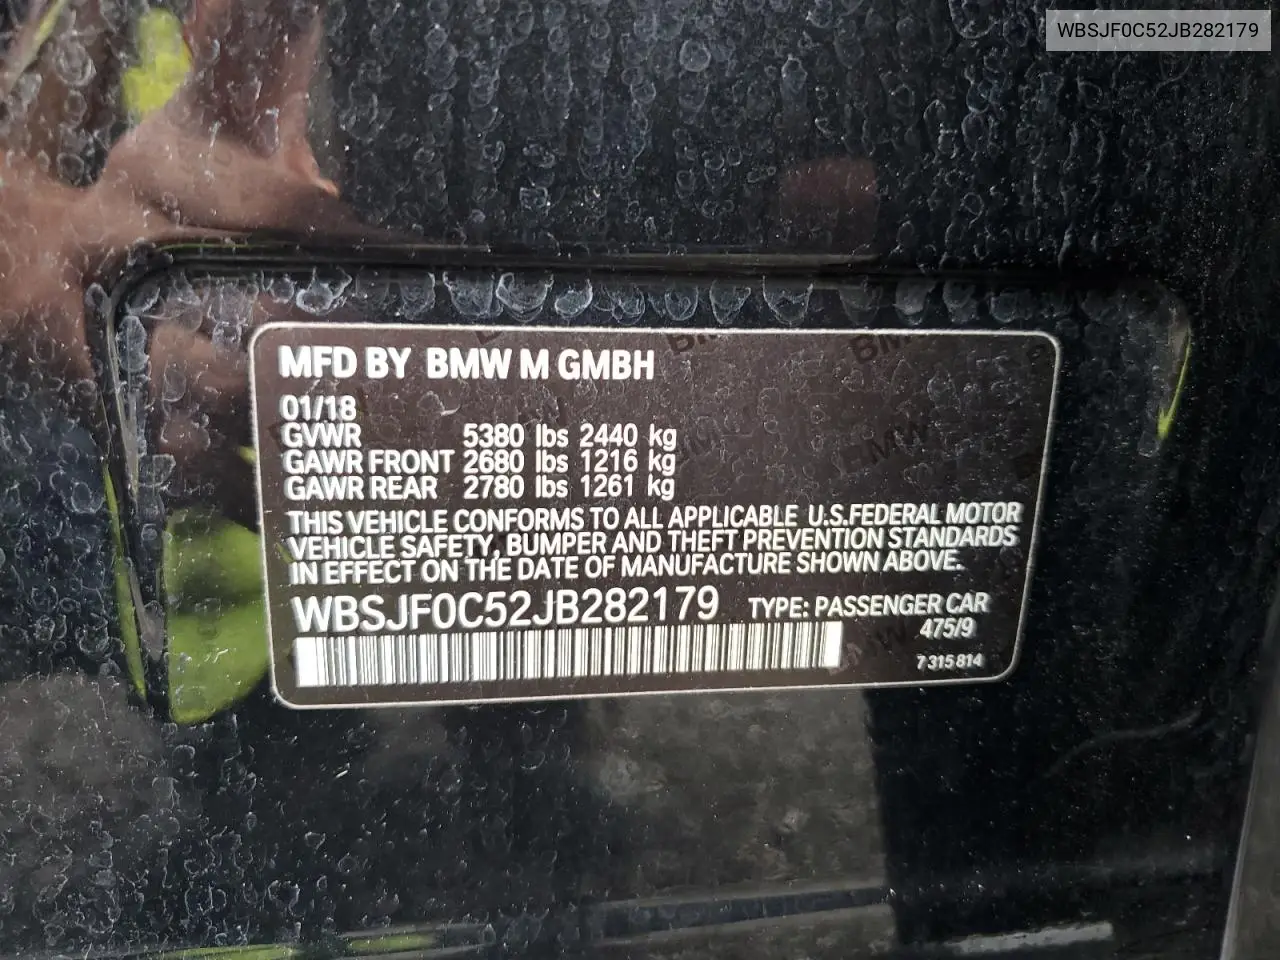 WBSJF0C52JB282179
MFD BY BMW M GMBH
01/18
GVWR 5380 lbs 2440 kg
GAWR FRONT 2680 lbs 1216 kg
GAWR REAR 2780 lbs 1261 kg
THIS VEHICLE CONFORMS TO ALL APPLICABLE U.S.FEDERAL MOTOR
VEHICLE SAFETY, BUMPER AND THEFT PREVENTION STANDARDS
IN EFFECT ON THE DATE OF MANUFACTURE SHOWN ABOVE.
WBSJF0C52JB282179 TYPE: PASSENGER CAR
475/9
7 315 814